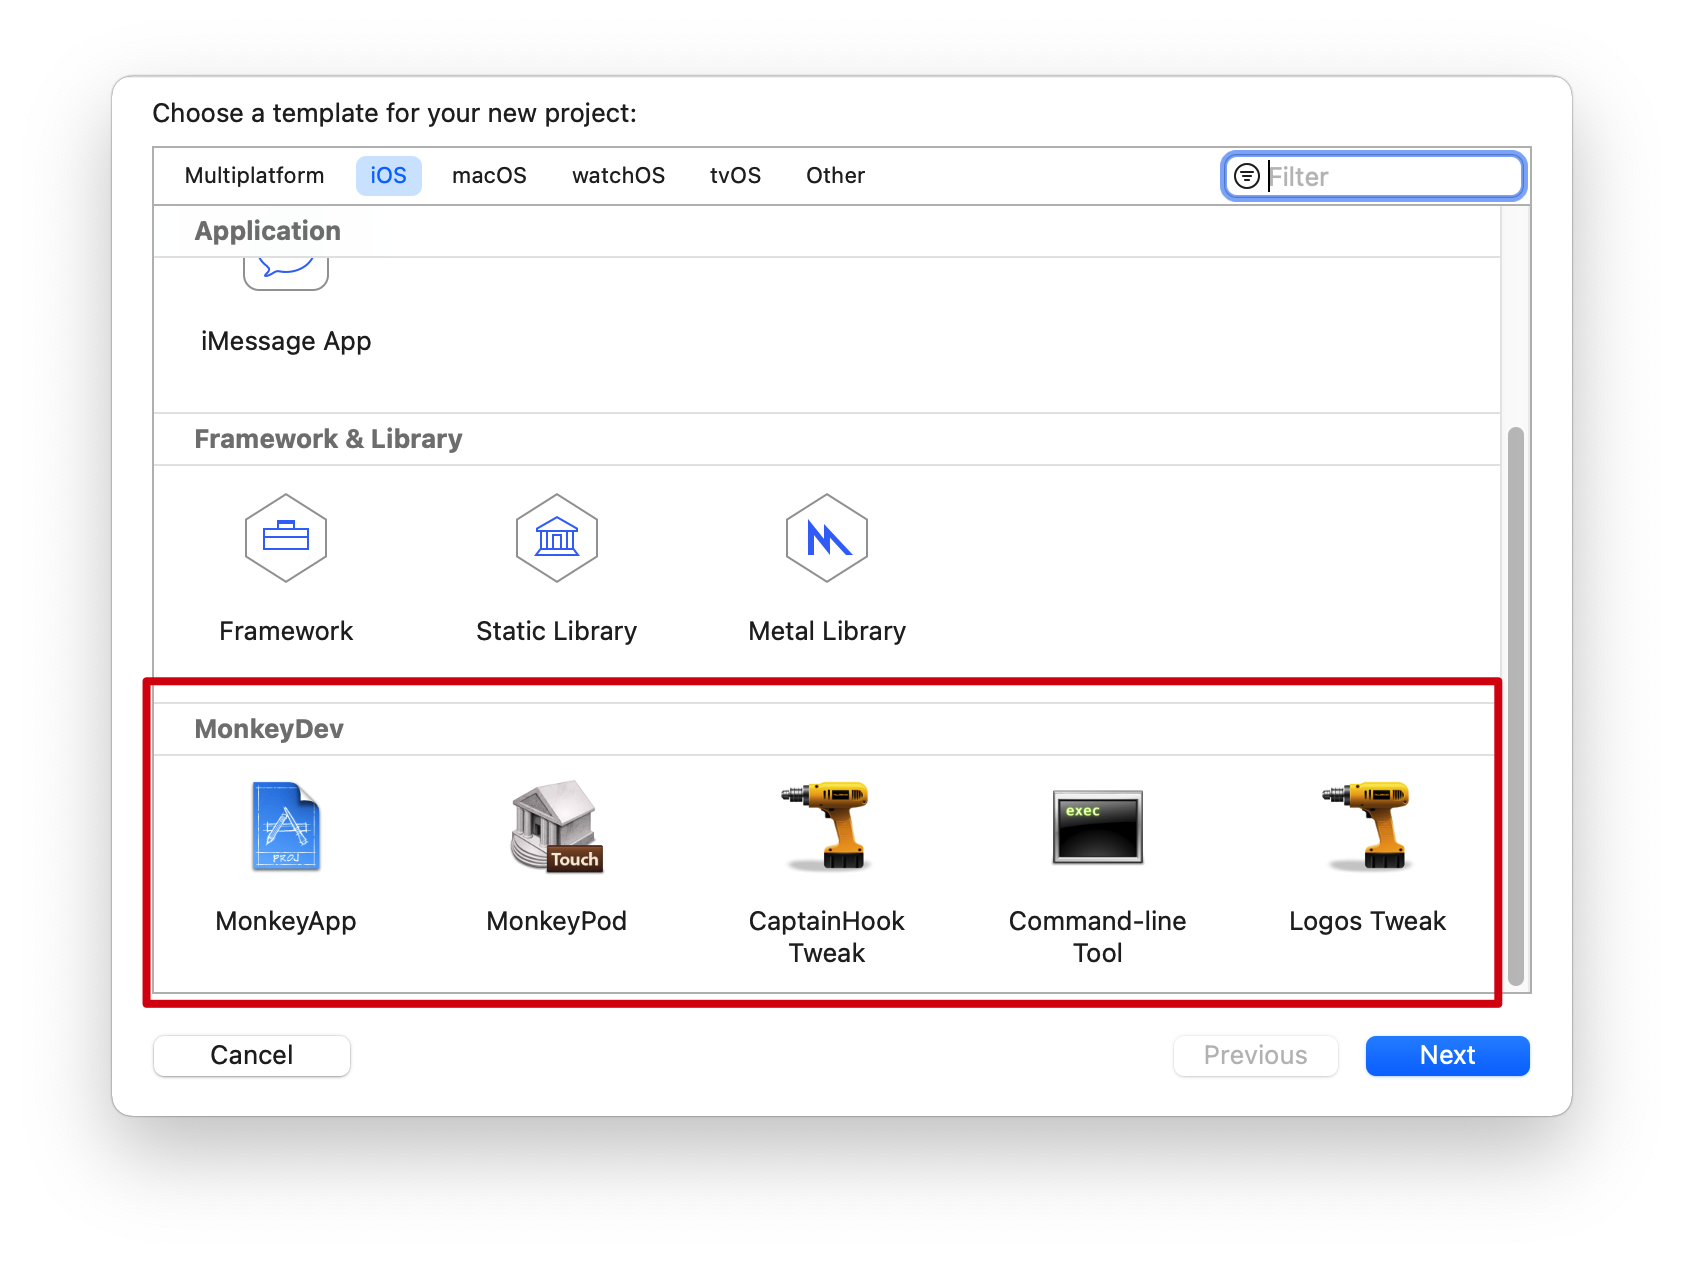 Choose a template for your new project:
Multiplatform iOS macOS watchOS tvOS Other Filter
Application
iMessage App
Framework & Library
Framework Static Library Metal Library
MonkeyDev
PROJ Touch exec
MonkeyApp MonkeyPod CaptainHook Tweak Command-line Tool Logos Tweak
Cancel Previous Next